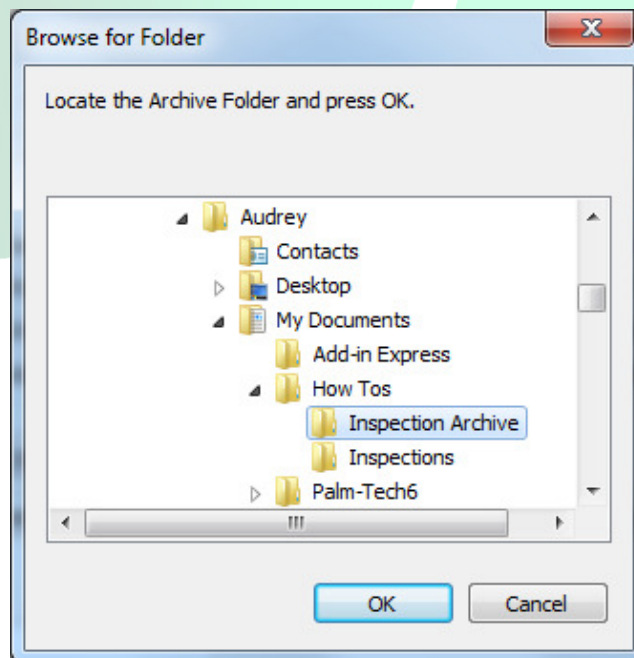 Browse for Folder
Locate the Archive Folder and press OK.
Audrey
Contacts
Desktop
My Documents
Add-in Express
How Tos
Inspection Archive
Inspections
Palm-Tech6
OK Cancel